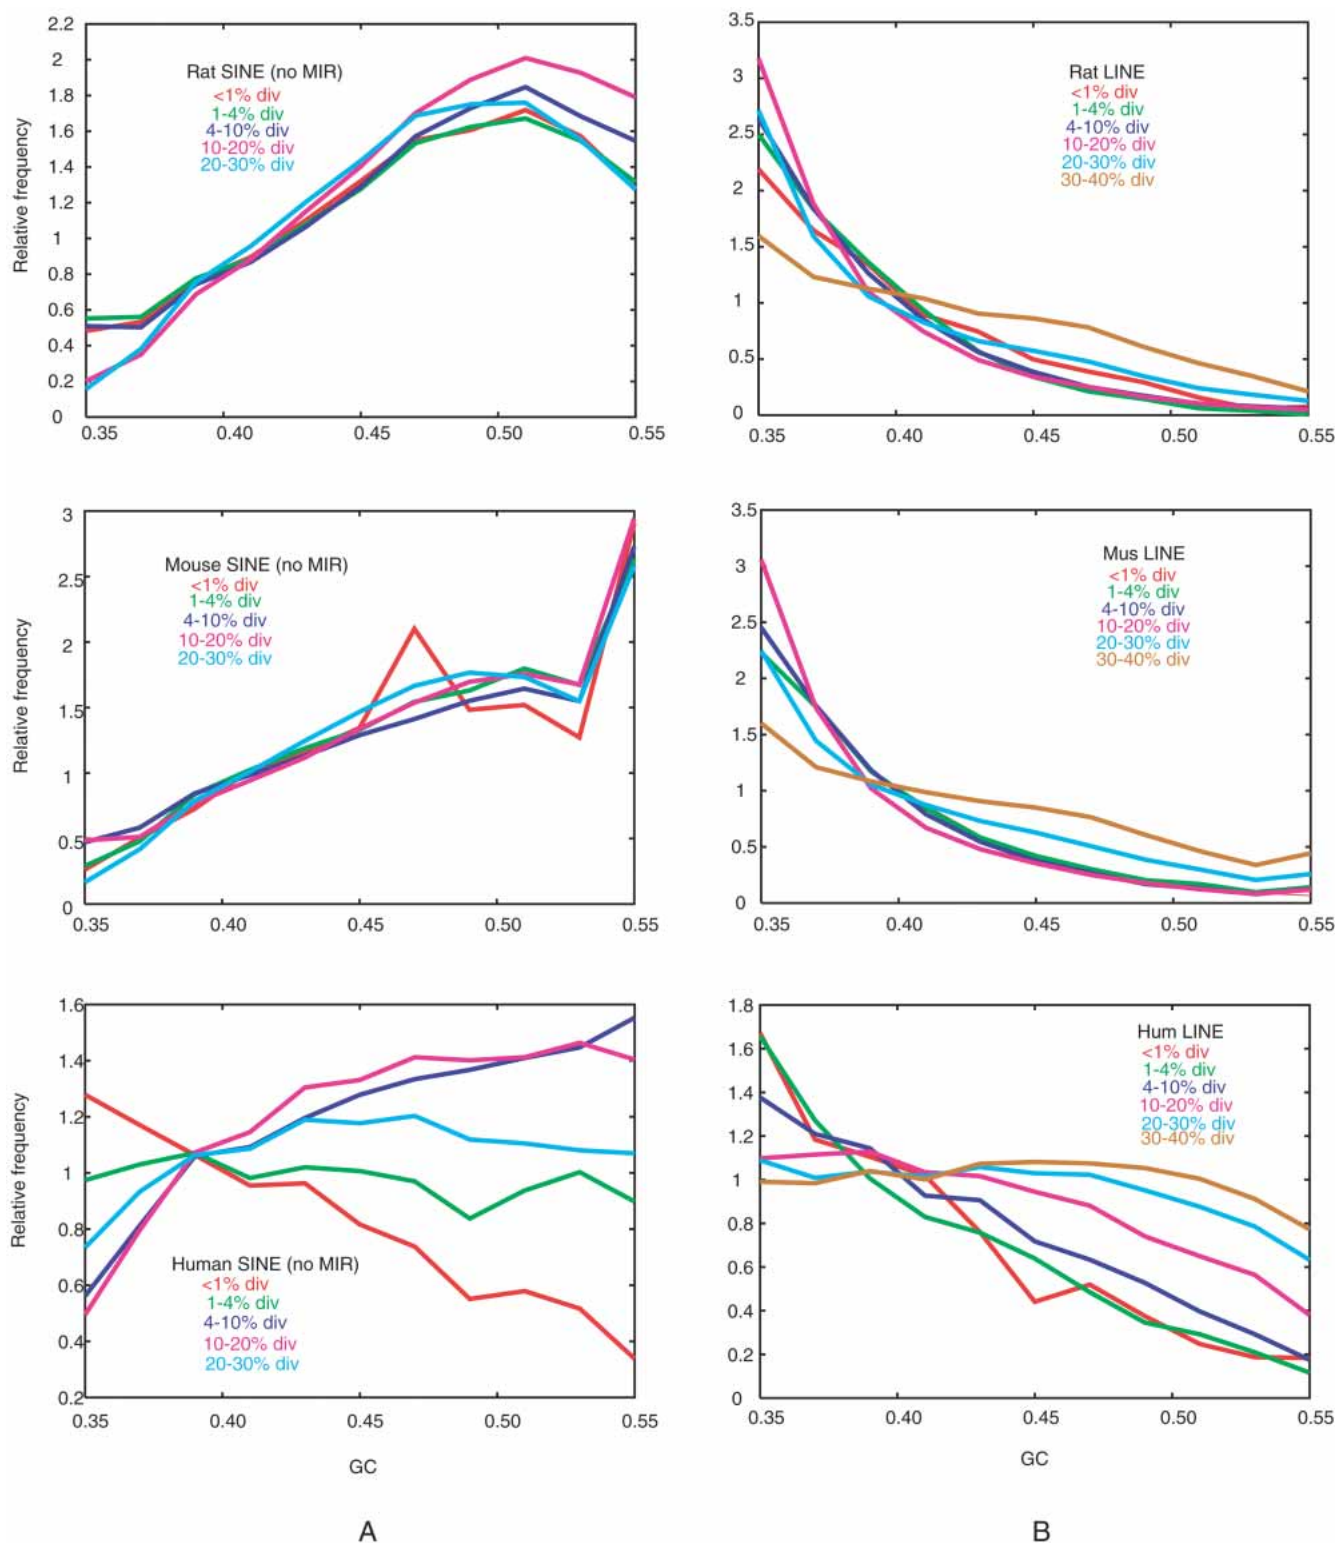 Relative frequency
2.2
2
1.8
1.6
1.4
1.2
1
0.8
0.6
0.4
0.2
0
Rat SINE (no MIR)
<1% div
1-4% div
4-10% div
10-20% div
20-30% div
0.35
0.40
0.45
0.50
0.55
3.5
3
2.5
2
1.5
1
0.5
0
Rat LINE
<1% div
1-4% div
4-10% div
10-20% div
20-30% div
30-40% div
0.35
0.40
0.45
0.50
0.55
Relative frequency
3
2.5
2
1.5
1
0.5
0
Mouse SINE (no MIR)
<1% div
1-4% div
4-10% div
10-20% div
20-30% div
0.35
0.40
0.45
0.50
0.55
3.5
3
2.5
2
1.5
1
0.5
0
Mus LINE
<1% div
1-4% div
4-10% div
10-20% div
20-30% div
30-40% div
0.35
0.40
0.45
0.50
0.55
Relative frequency
1.6
1.4
1.2
1
0.8
0.6
0.4
0.2
Human SINE (no MIR)
<1% div
1-4% div
4-10% div
10-20% div
20-30% div
0.35
0.40
0.45
0.50
0.55
GC
A
1.8
1.6
1.4
1.2
1
0.8
0.6
0.4
0.2
0
Hum LINE
<1% div
1-4% div
4-10% div
10-20% div
20-30% div
30-40% div
0.35
0.40
0.45
0.50
0.55
GC
B